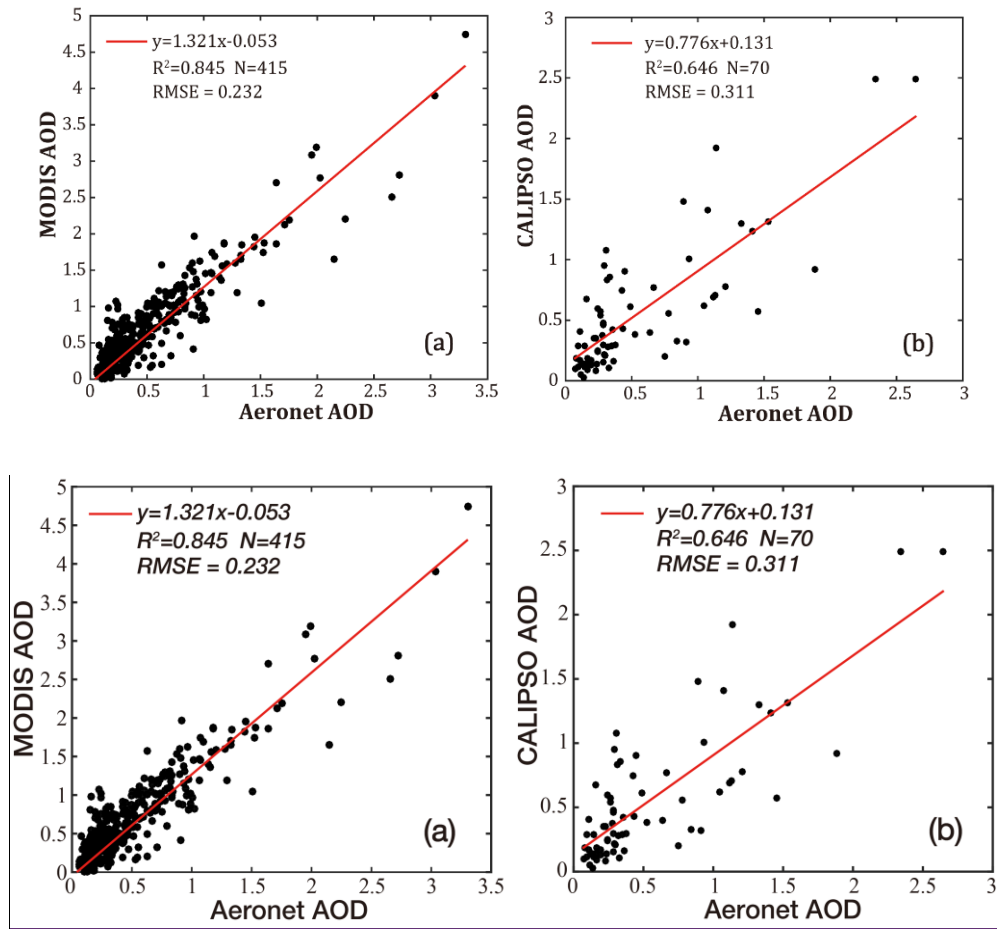 5
4.5
4
3.5
3
2.5
2
1.5
1
0.5
0
y=1.321x-0.053
R²=0.845 N=415
RMSE = 0.232
MODIS AOD
(a)
0 0.5 1 1.5 2 2.5 3 3.5
Aeronet AOD
3
2.5
2
1.5
1
0.5
0
y=0.776x+0.131
R²=0.646 N=70
RMSE = 0.311
CALIPSO AOD
(b)
0 0.5 1 1.5 2 2.5 3
Aeronet AOD
5
4.5
4
3.5
3
2.5
2
1.5
1
0.5
0
y=1.321x-0.053
R²=0.845 N=415
RMSE = 0.232
MODIS AOD
(a)
0 0.5 1 1.5 2 2.5 3 3.5
Aeronet AOD
3
2.5
2
1.5
1
0.5
0
y=0.776x+0.131
R²=0.646 N=70
RMSE = 0.311
CALIPSO AOD
(b)
0 0.5 1 1.5 2 2.5 3
Aeronet AOD